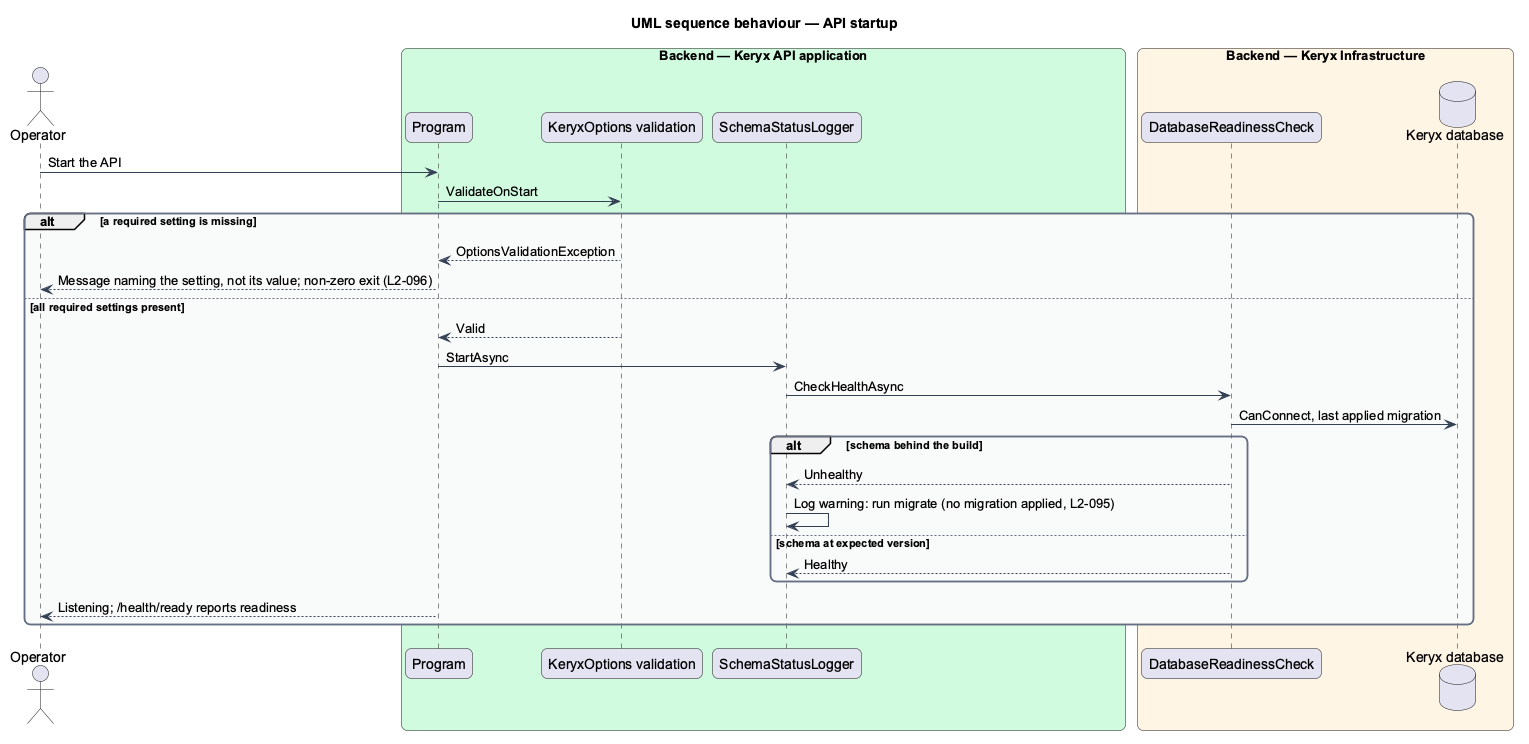 UML sequence behaviour — API startup
Backend — Keryx API application
Backend — Keryx Infrastructure
Operator
Program
KeryxOptions validation
SchemaStatusLogger
DatabaseReadinessCheck
Keryx database
Start the API
ValidateOnStart
alt
[a required setting is missing]
OptionsValidationException
Message naming the setting, not its value; non-zero exit (L2-096)
[all required settings present]
Valid
StartAsync
CheckHealthAsync
CanConnect, last applied migration
alt
[schema behind the build]
Unhealthy
Log warning: run migrate (no migration applied, L2-095)
[schema at expected version]
Healthy
Listening; /health/ready reports readiness
Operator
Program
KeryxOptions validation
SchemaStatusLogger
DatabaseReadinessCheck
Keryx database